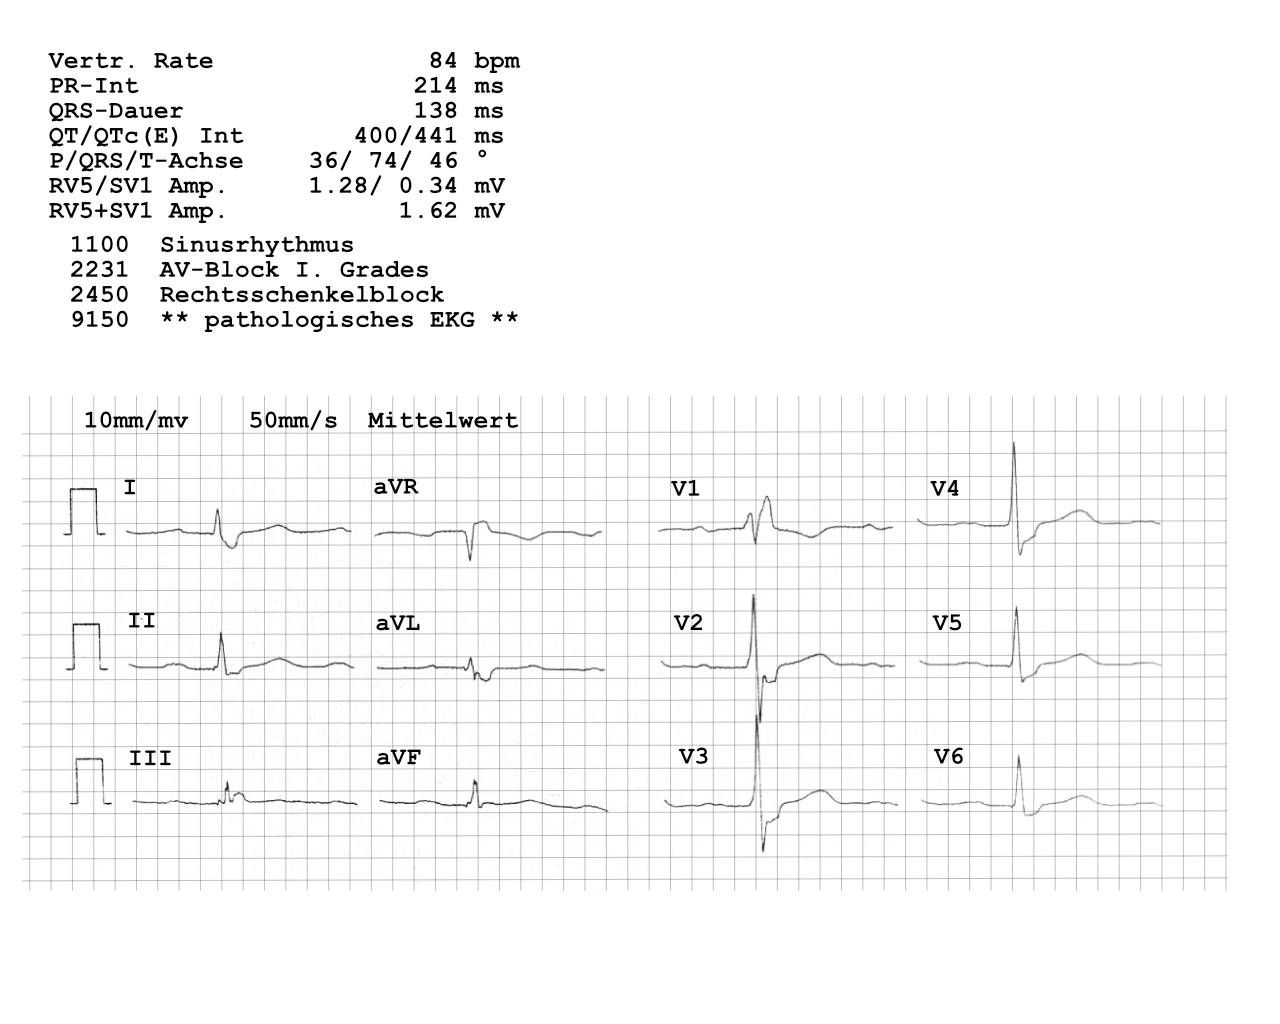 Vertr. Rate 84 bpm
PR-Int 214 ms
QRS-Dauer 138 ms
QT/QTc(E) Int 400/441 ms
P/QRS/T-Achse 36/ 74/ 46 °
RV5/SV1 Amp. 1.28/ 0.34 mV
RV5+SV1 Amp. 1.62 mV
1100 Sinusrhythmus
2231 AV-Block I. Grades
2450 Rechtsschenkelblock
9150 ** pathologisches EKG **
10mm/mv 50mm/s Mittelwert
I aVR V1 V4
II aVL V2 V5
III aVF V3 V6